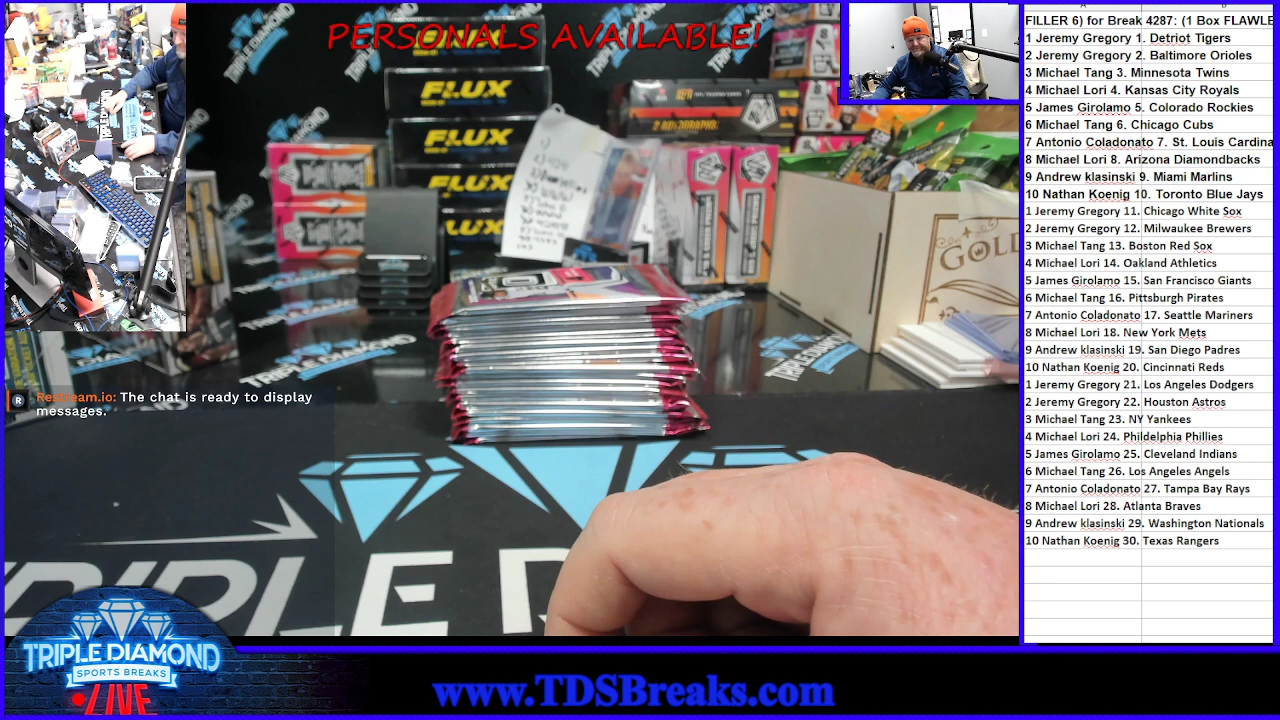 PERSONALS AVAILABLE!
TRIPLE DIAMOND
FLUX
FLUX
FLUX
FLUX
FLUX
2 AUTOGRAPHS
GOL
Restream.io: The chat is ready to display
messages.
TRIPLE D
TRIPLE DIAMOND
SPORTS BREAKS
LIVE
www.TDSBreaks.com
FILLER 6) for Break 4287: (1 Box FLAWLE
1 Jeremy Gregory 1. Detriot Tigers
2 Jeremy Gregory 2. Baltimore Orioles
3 Michael Tang 3. Minnesota Twins
4 Michael Lori 4. Kansas City Royals
5 James Girolamo 5. Colorado Rockies
6 Michael Tang 6. Chicago Cubs
7 Antonio Coladonato 7. St. Louis Cardina
8 Michael Lori 8. Arizona Diamondbacks
9 Andrew klasinski 9. Miami Marlins
10 Nathan Koenig 10. Toronto Blue Jays
1 Jeremy Gregory 11. Chicago White Sox
2 Jeremy Gregory 12. Milwaukee Brewers
3 Michael Tang 13. Boston Red Sox
4 Michael Lori 14. Oakland Athletics
5 James Girolamo 15. San Francisco Giants
6 Michael Tang 16. Pittsburgh Pirates
7 Antonio Coladonato 17. Seattle Mariners
8 Michael Lori 18. New York Mets
9 Andrew klasinski 19. San Diego Padres
10 Nathan Koenig 20. Cincinnati Reds
1 Jeremy Gregory 21. Los Angeles Dodgers
2 Jeremy Gregory 22. Houston Astros
3 Michael Tang 23. NY Yankees
4 Michael Lori 24. Phildelphia Phillies
5 James Girolamo 25. Cleveland Indians
6 Michael Tang 26. Los Angeles Angels
7 Antonio Coladonato 27. Tampa Bay Rays
8 Michael Lori 28. Atlanta Braves
9 Andrew klasinski 29. Washington Nationals
10 Nathan Koenig 30. Texas Rangers